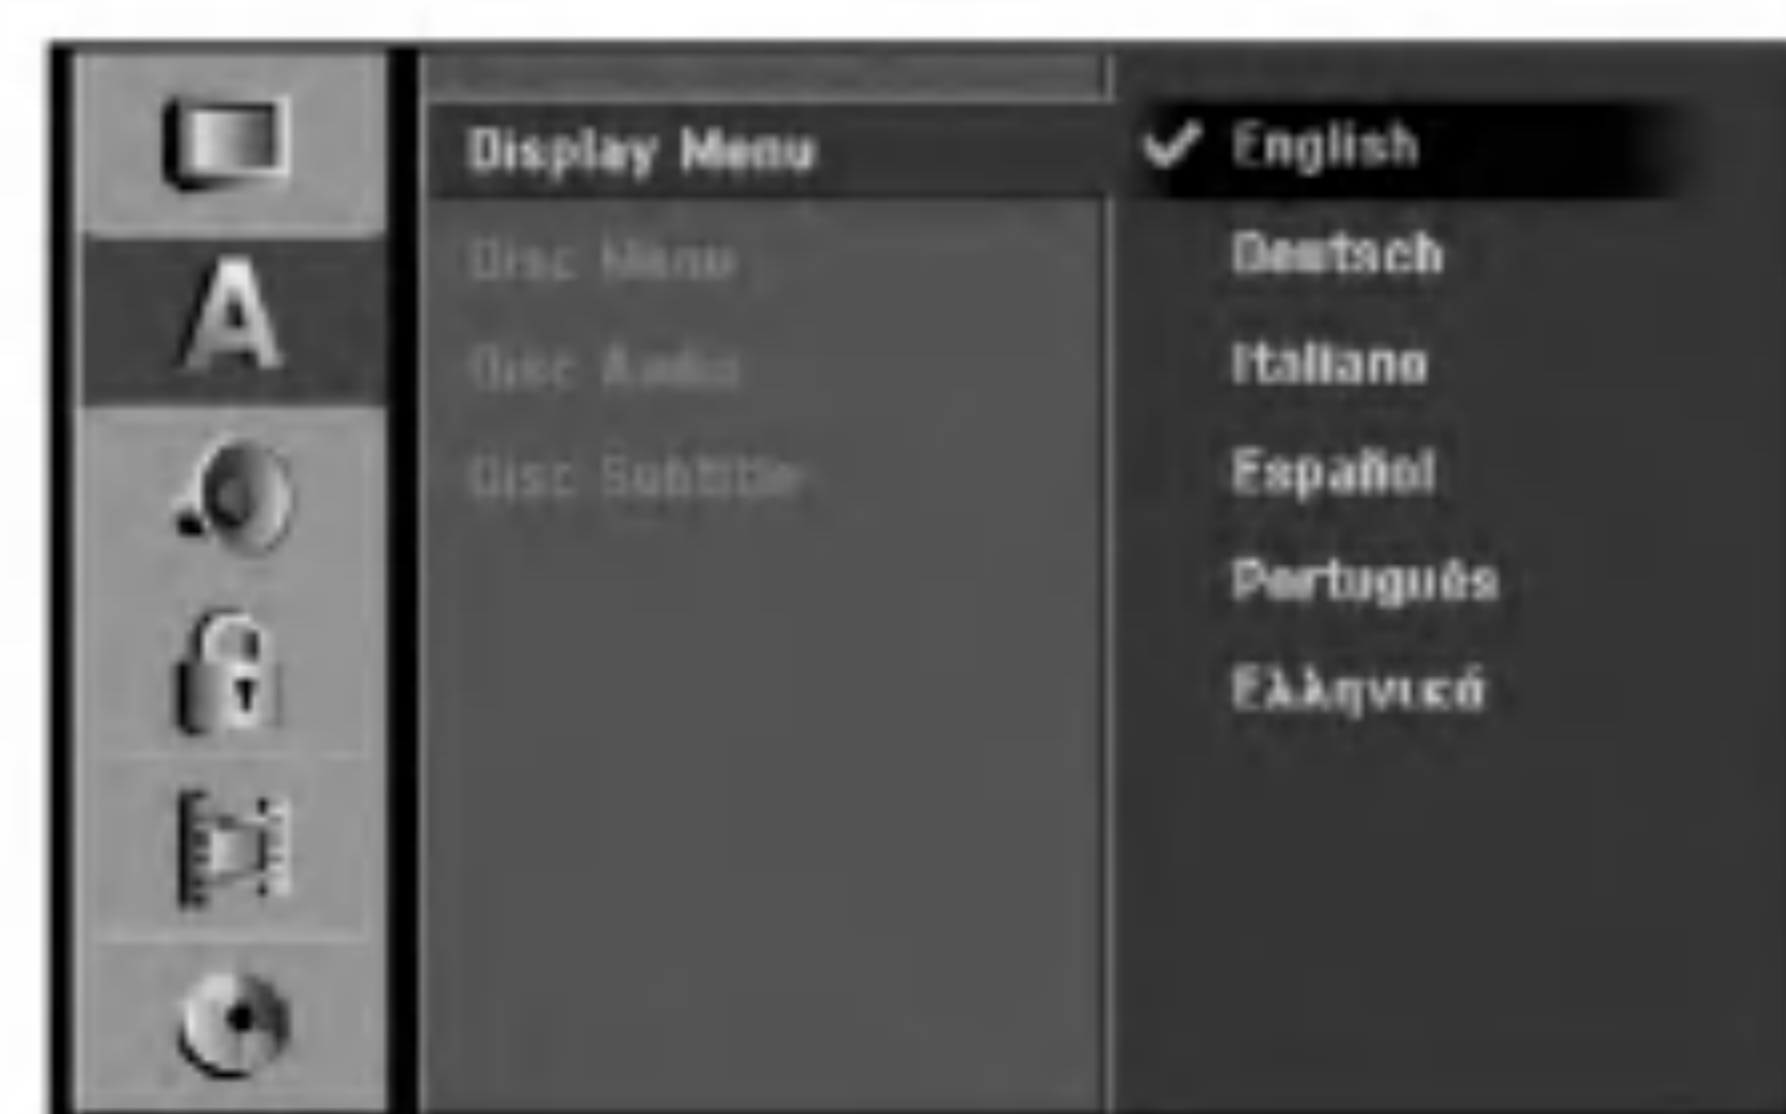 A
Display Menu
Disc Menu
Disc Audio
Disc Subtitle
English
Deutsch
Italiano
Español
Português
Ελληνικά